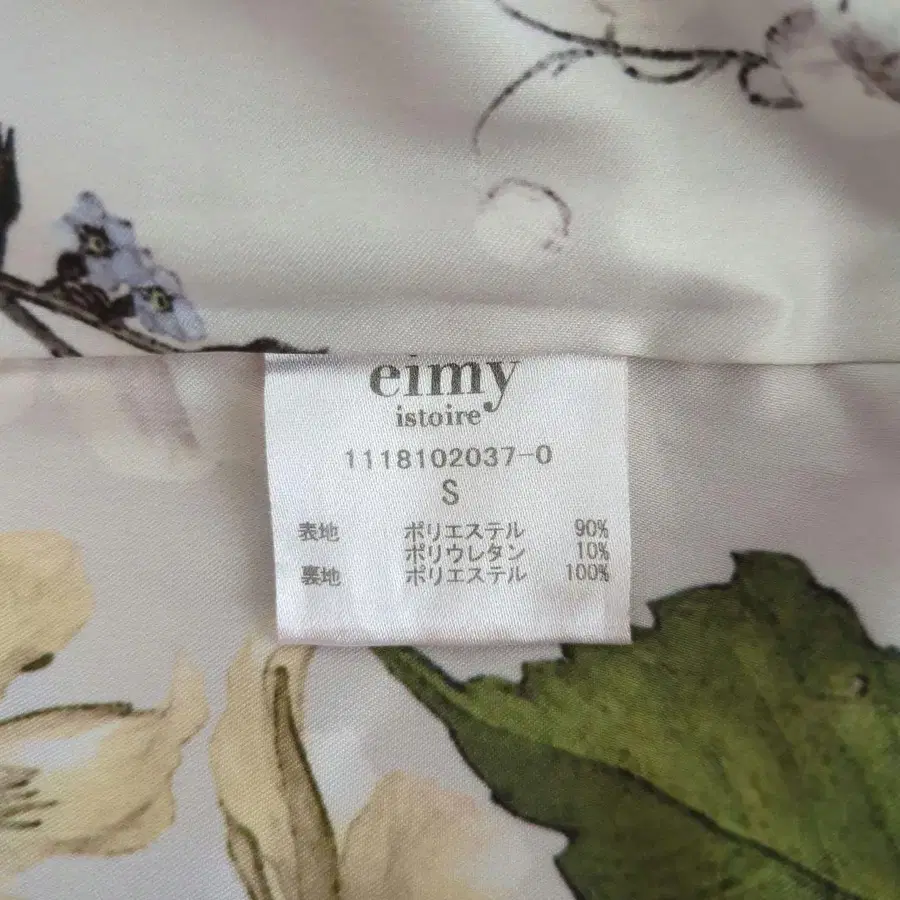 eimy
istoire
1118102037-0
S
表地 ポリエステル 90%
ポリウレタン 10%
裏地 ポリエステル 100%